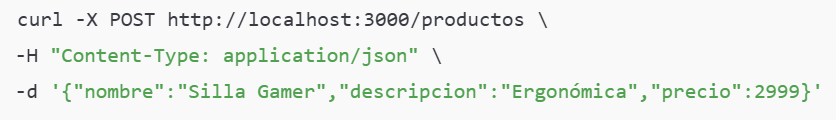 curl -X POST http://localhost:3000/productos \
-H "Content-Type: application/json" \
-d '{"nombre":"Silla Gamer","descripcion":"Ergonómica","precio":2999}'